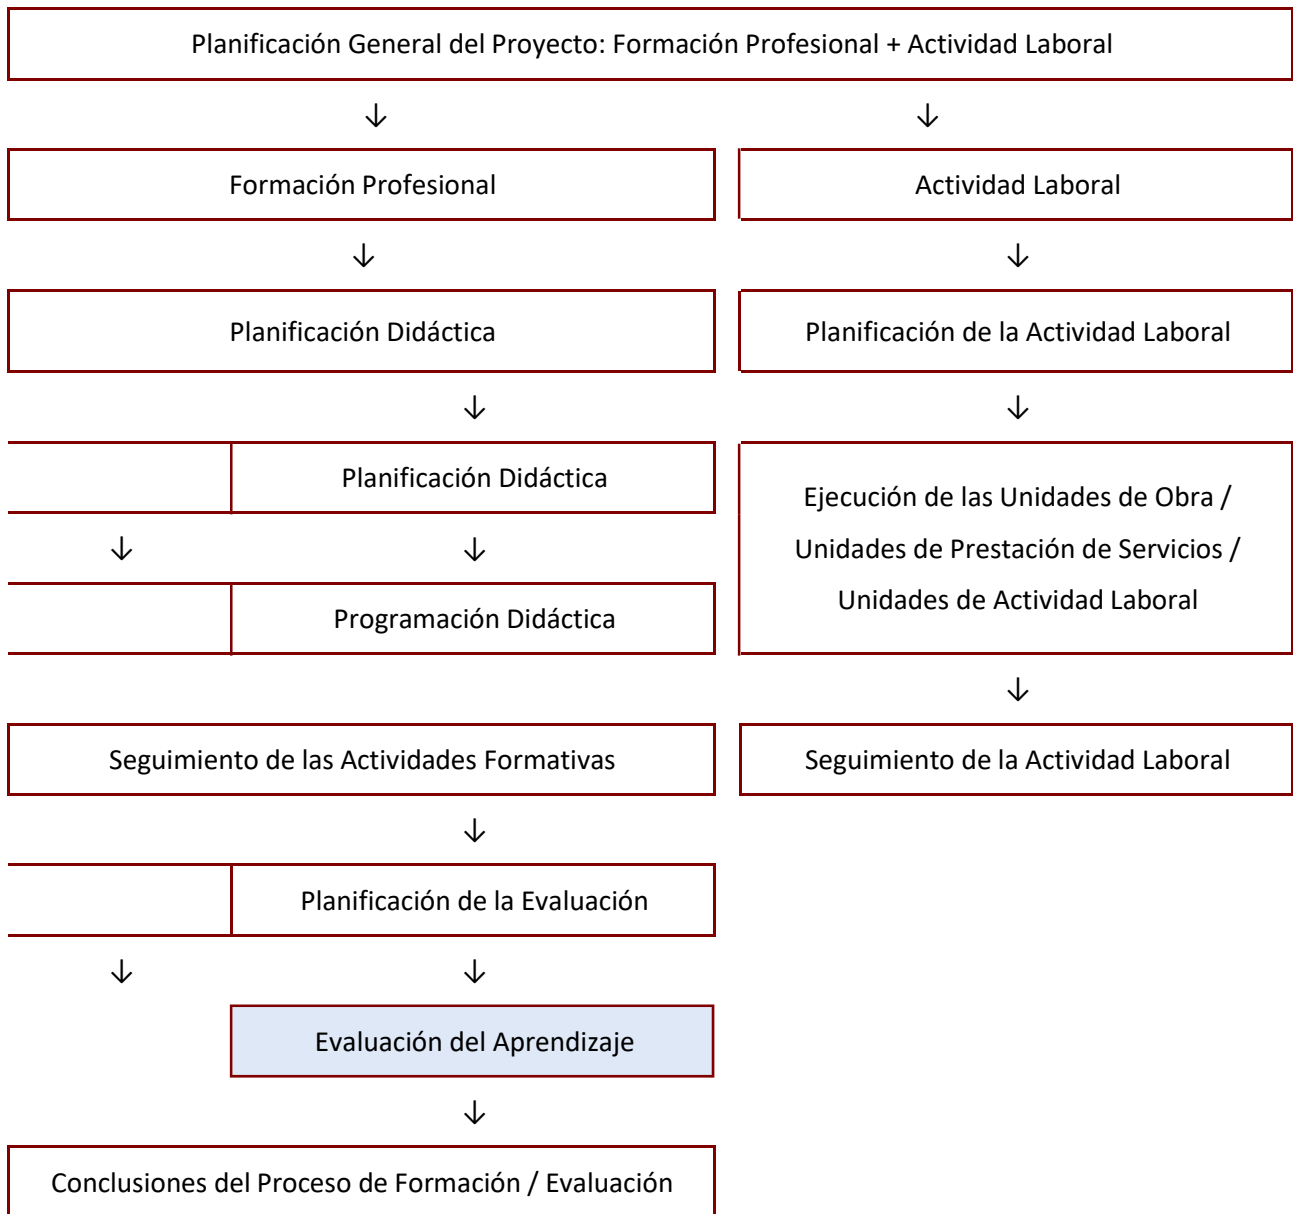 Planificación General del Proyecto: Formación Profesional + Actividad Laboral
↓ ↓
Formación Profesional
Actividad Laboral
↓ ↓
Planificación Didáctica
Planificación de la Actividad Laboral
↓ ↓
Planificación Didáctica
Ejecución de las Unidades de Obra /
Unidades de Prestación de Servicios /
Unidades de Actividad Laboral
↓ ↓
Programación Didáctica
↓
Seguimiento de las Actividades Formativas
Seguimiento de la Actividad Laboral
↓
Planificación de la Evaluación
↓ ↓
Evaluación del Aprendizaje
↓
Conclusiones del Proceso de Formación / Evaluación